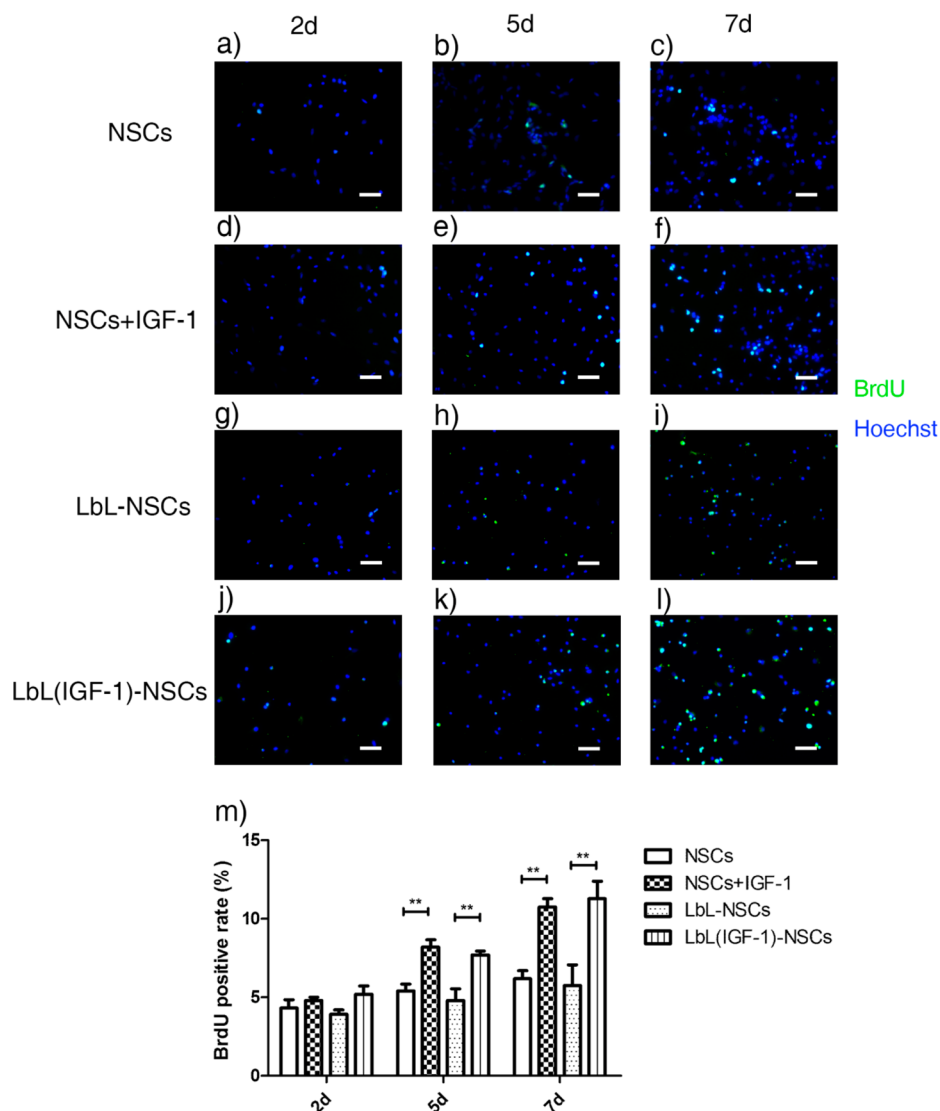 2d 5d 7d
a) b) c)
NSCs
d) e) f)
NSCs+IGF-1
BrdU
g) h) i)
Hoechst
LbL-NSCs
j) k) l)
LbL(IGF-1)-NSCs
m)
15
10
5
0
BrdU positive rate (%)
** ** ** **
NSCs
NSCs+IGF-1
LbL-NSCs
LbL(IGF-1)-NSCs
2d 5d 7d